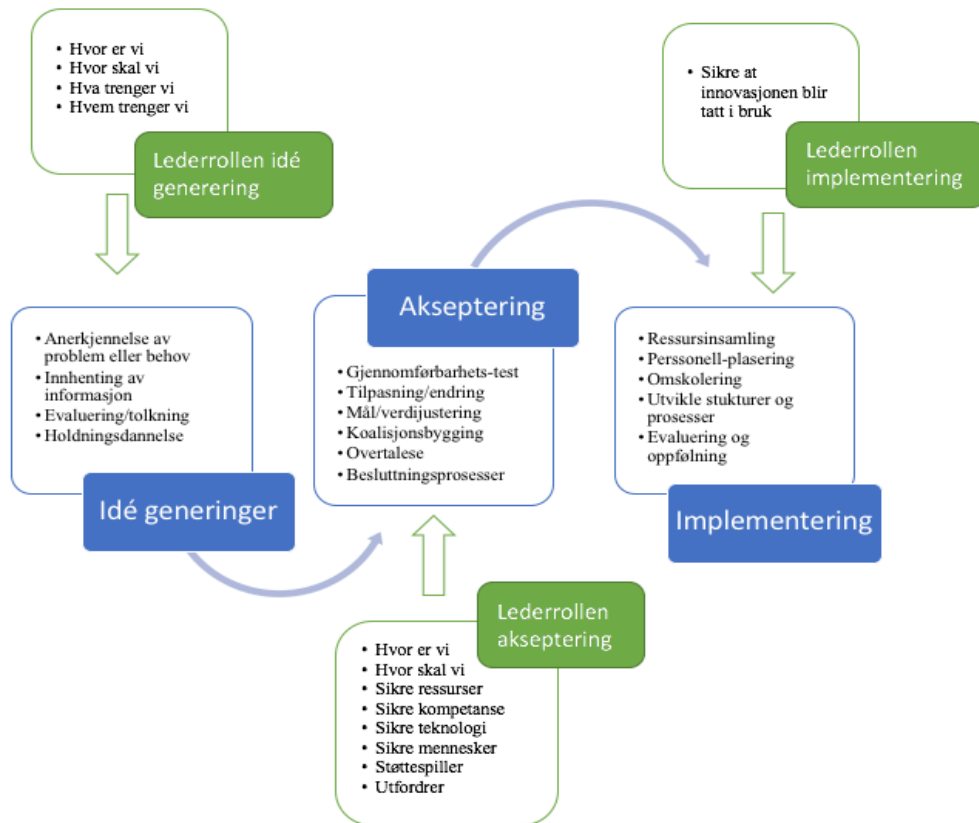 • Hvor er vi
• Hvor skal vi
• Hva trenger vi
• Hvem trenger vi
Lederrollen idé
generering
• Sikre at
innovasjonen blir
tatt i bruk
Lederrollen
implementering
• Anerkjennelse av
problem eller behov
• Innhenting av
informasjon
• Evaluering/tolkning
• Holdningsdannelse
Idé generinger
Akseptering
• Gjennomførbarhets-test
• Tilpasning/endring
• Mål/verdijustering
• Koalisjonsbygging
• Overtalese
• Besluttningsprosesser
• Ressursinsamling
• Personell-plasering
• Omskolering
• Utvikle stukturer og
prosesser
• Evaluering og
oppfølning
Implementering
Lederrollen
akseptering
• Hvor er vi
• Hvor skal vi
• Sikre ressurser
• Sikre kompetanse
• Sikre teknologi
• Sikre mennesker
• Støttespiller
• Utfordrer